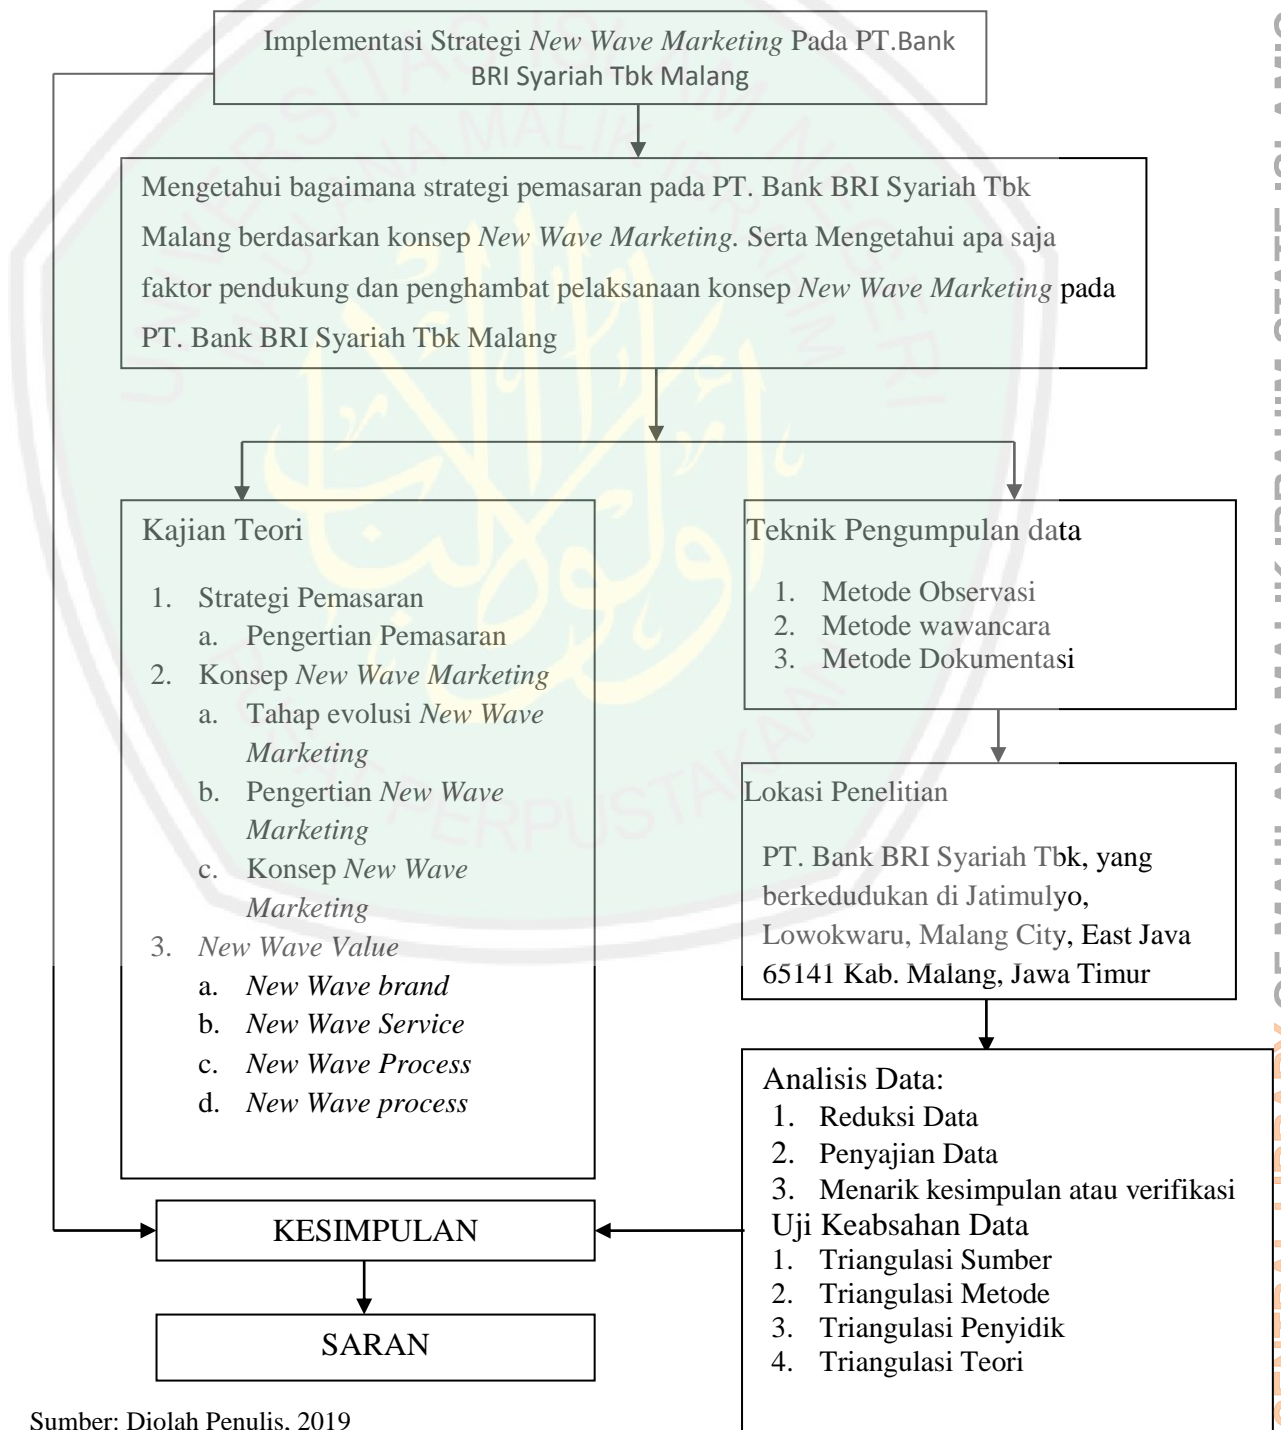 Implementasi Strategi New Wave Marketing Pada PT.Bank
BRI Syariah Tbk Malang
Mengetahui bagaimana strategi pemasaran pada PT. Bank BRI Syariah Tbk
Malang berdasarkan konsep New Wave Marketing. Serta Mengetahui apa saja
faktor pendukung dan penghambat pelaksanaan konsep New Wave Marketing pada
PT. Bank BRI Syariah Tbk Malang
Kajian Teori
1. Strategi Pemasaran
a. Pengertian Pemasaran
2. Konsep New Wave Marketing
a. Tahap evolusi New Wave
Marketing
b. Pengertian New Wave
Marketing
c. Konsep New Wave
Marketing
3. New Wave Value
a. New Wave brand
b. New Wave Service
c. New Wave Process
d. New Wave process
Teknik Pengumpulan data
1. Metode Observasi
2. Metode wawancara
3. Metode Dokumentasi
Lokasi Penelitian
PT. Bank BRI Syariah Tbk, yang
berkedudukan di Jatimulyo,
Lowokwaru, Malang City, East Java
65141 Kab. Malang, Jawa Timur
Analisis Data:
1. Reduksi Data
2. Penyajian Data
3. Menarik kesimpulan atau verifikasi
Uji Keabsahan Data
1. Triangulasi Sumber
2. Triangulasi Metode
3. Triangulasi Penyidik
4. Triangulasi Teori
KESIMPULAN
SARAN
Sumber: Diolah Penulis, 2019
UNIVERSITAS ISLAM NEGERI
MAULANA MALIK IBRAHIM
PUSAT PERPUSTAKAAN